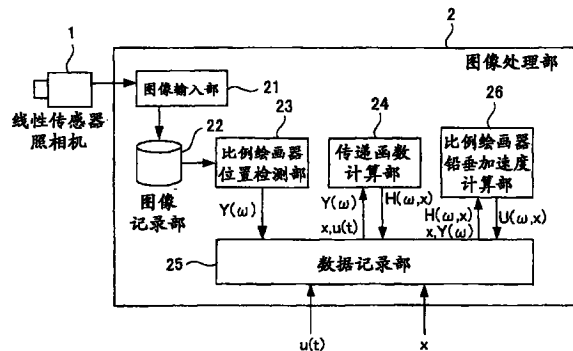 1
线性传感器
照相机
2
图像处理部
图像输入部
21
22
图像
记录部
23
比例绘画器
位置检测部
24
传递函数
计算部
26
比例绘画器
铅垂加速度
计算部
Y(ω)
Y(ω)
x,u(t)
H(ω,x)
H(ω,x)
x,Y(ω)
U(ω,x)
25
数据记录部
u(t)
x